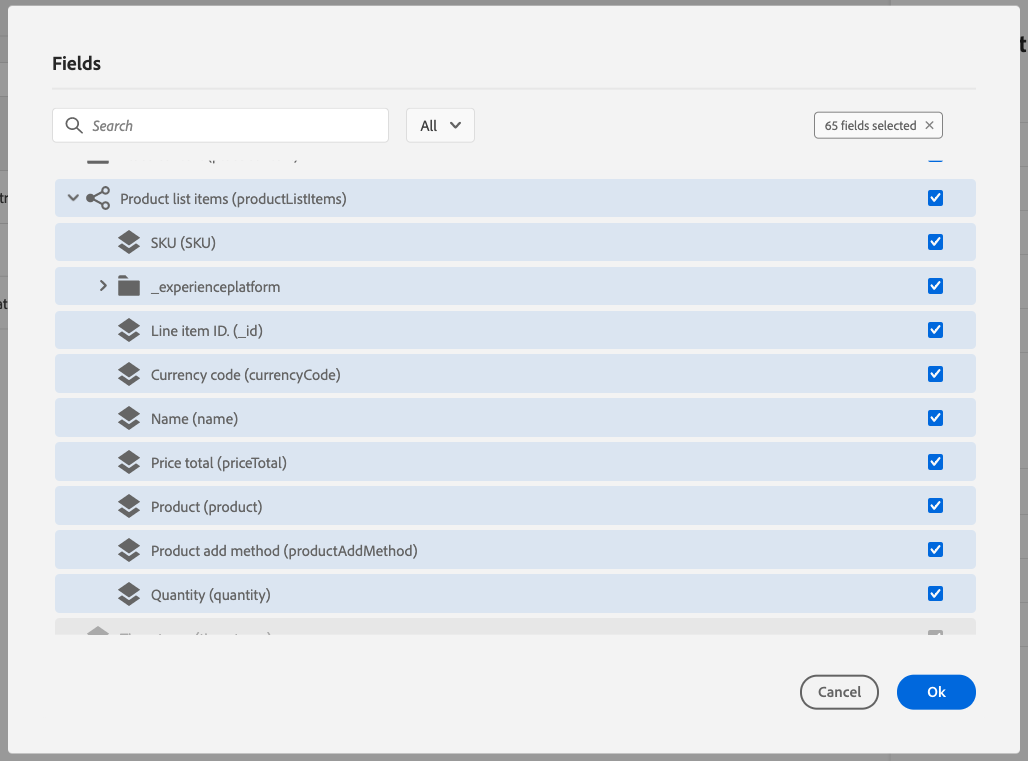 Fields
Search
All
65 fields selected
Product list items (productListItems)
SKU (SKU)
_experienceplatform
Line item ID. (_id)
Currency code (currencyCode)
Name (name)
Price total (priceTotal)
Product (product)
Product add method (productAddMethod)
Quantity (quantity)
Cancel
Ok